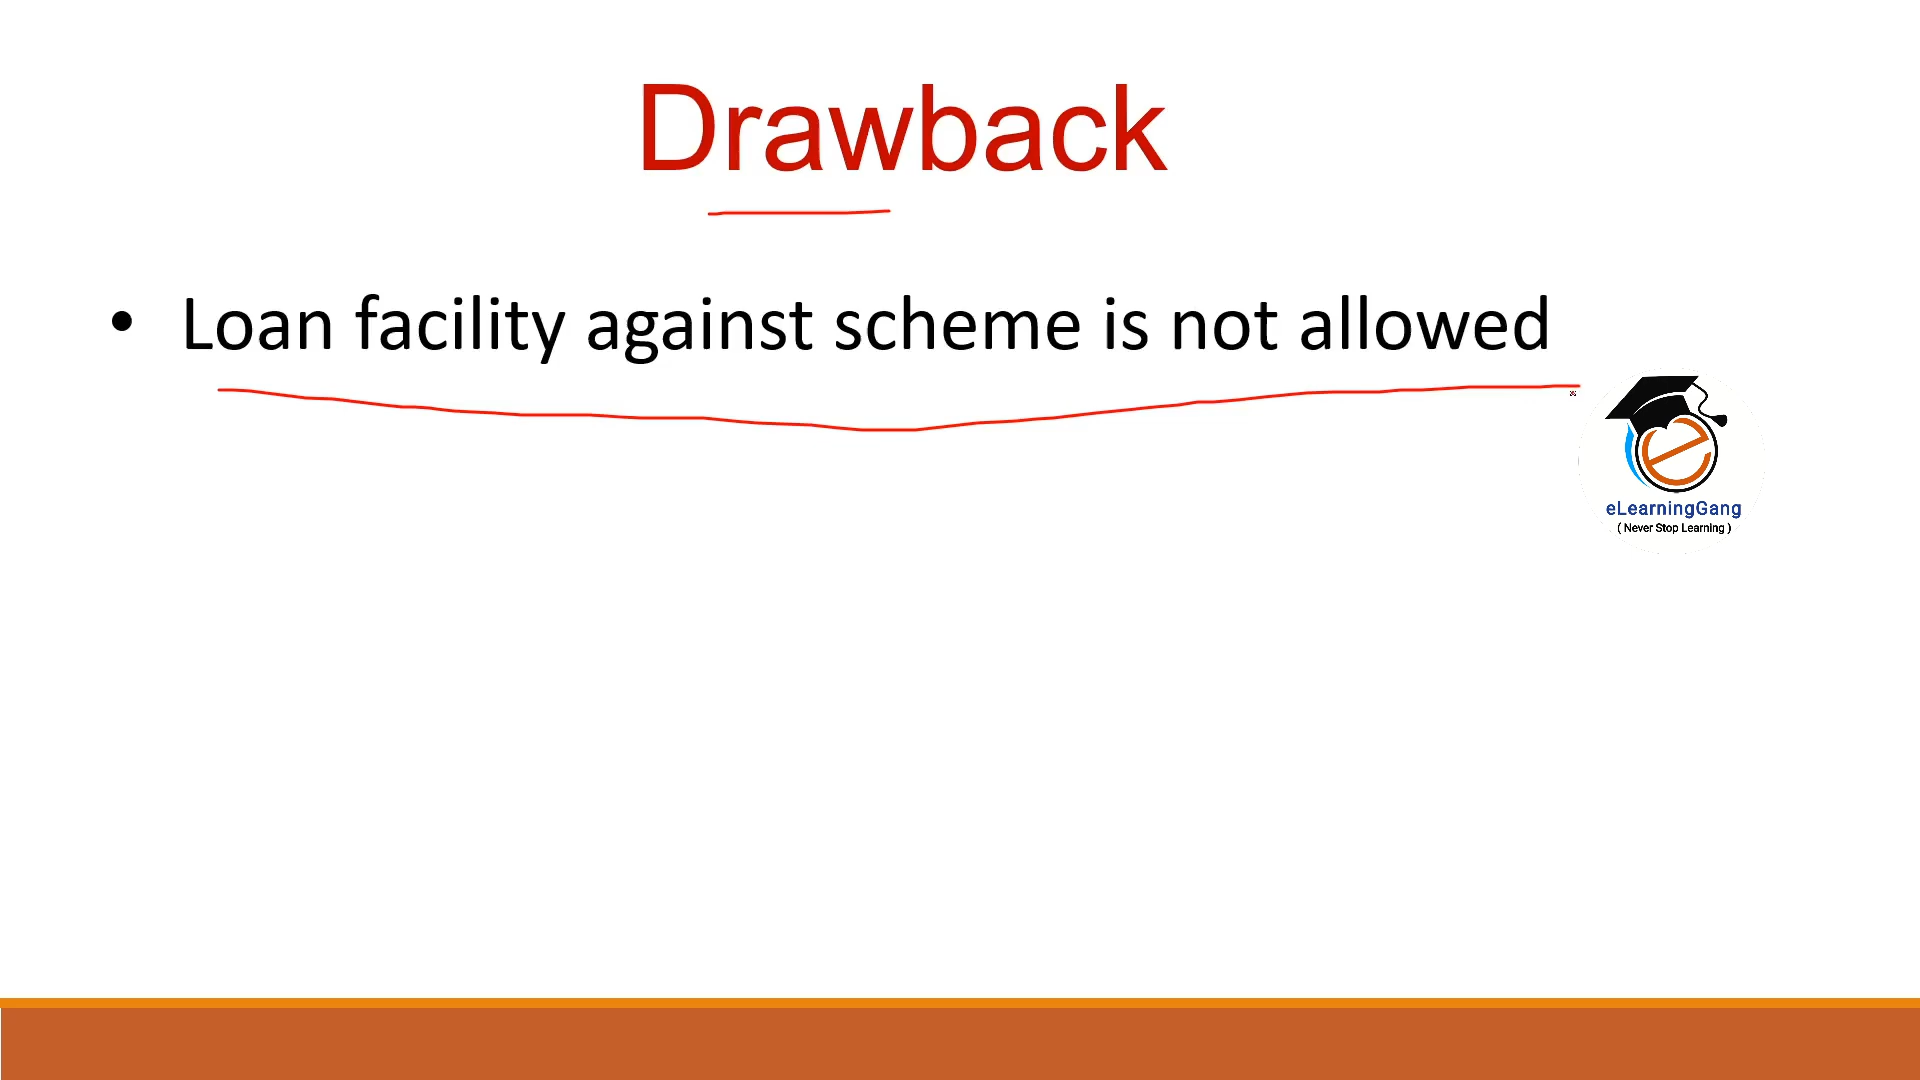 Drawback
• Loan facility against scheme is not allowed
eLearningGang
( Never Stop Learning )